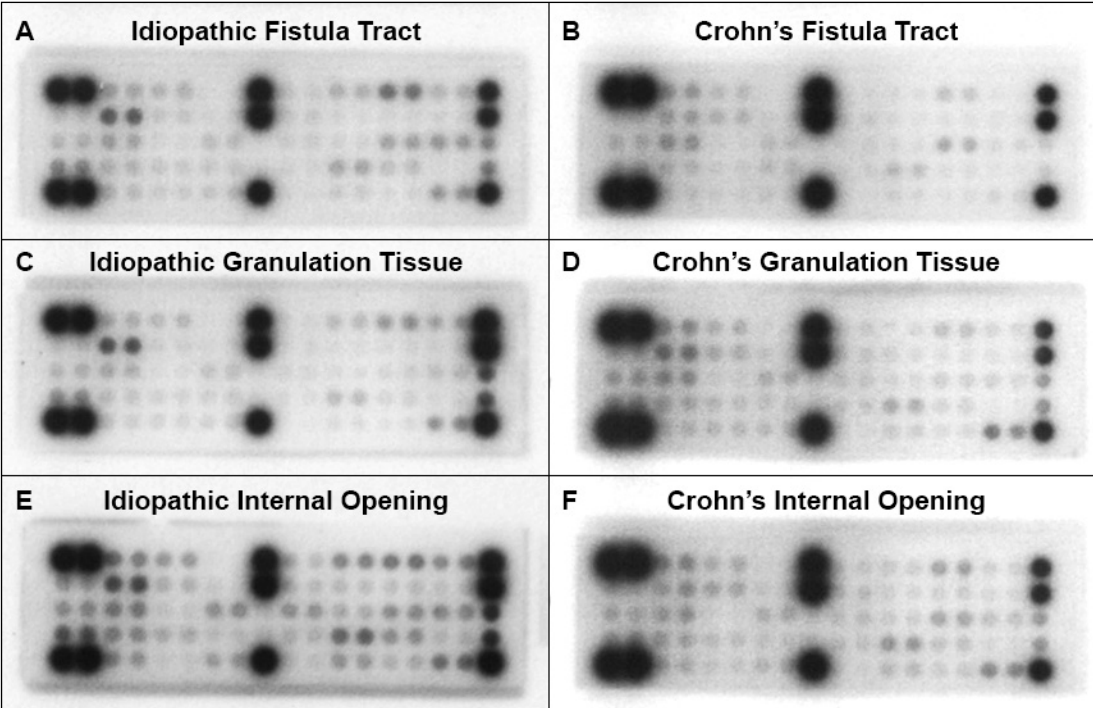 A Idiopathic Fistula Tract
B Crohn's Fistula Tract
C Idiopathic Granulation Tissue
D Crohn's Granulation Tissue
E Idiopathic Internal Opening
F Crohn's Internal Opening